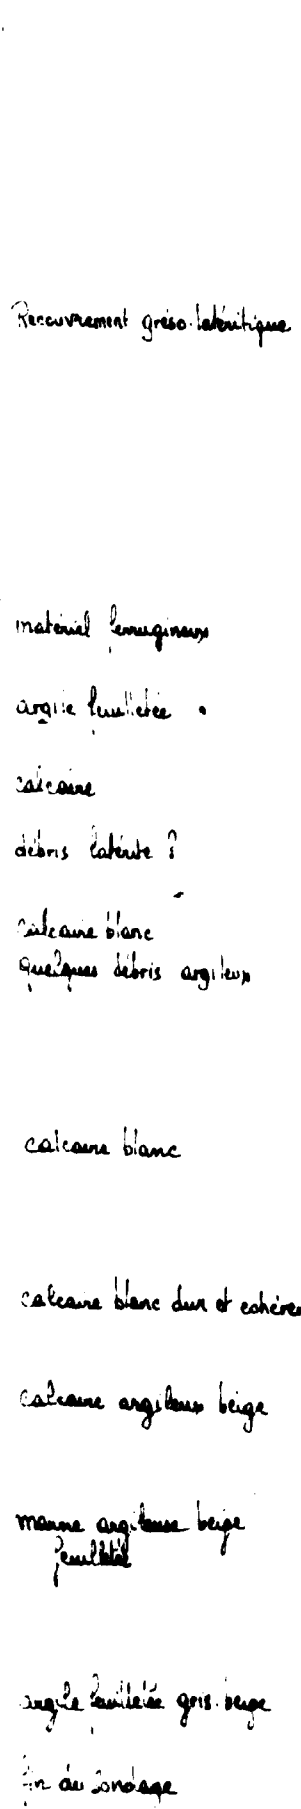 Recouvrement gréso-latéritique
matériel ferrugineux
argile feuilletée
calcaire
débris latérite ?
calcaire blanc
quelques débris argileux
calcaire blanc
calcaire blanc dur et cohéren
calcaire argileux beige
marne argileuse beige
feuilletée
argile feuilletée gris-beige
fin du sondage